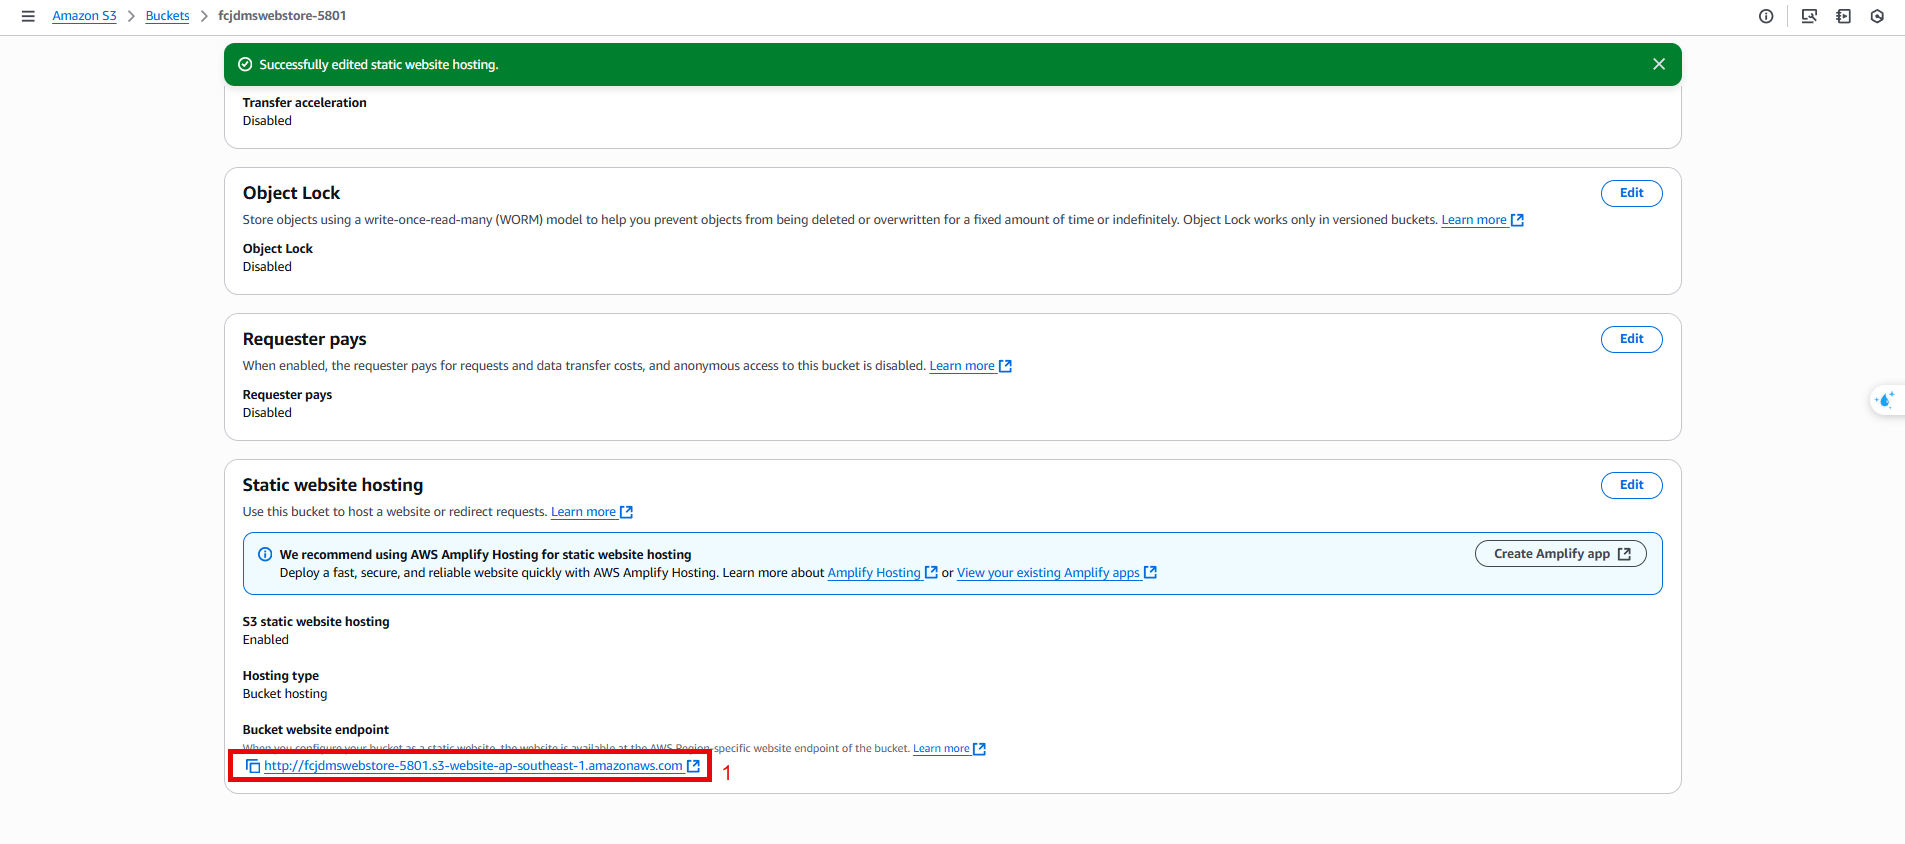 Amazon S3 > Buckets > fcjdmswebstore-5801
Successfully edited static website hosting.
Transfer acceleration
Disabled
Object Lock
Edit
Store objects using a write-once-read-many (WORM) model to help you prevent objects from being deleted or overwritten for a fixed amount of time or indefinitely. Object Lock works only in versioned buckets. Learn more
Object Lock
Disabled
Requester pays
Edit
When enabled, the requester pays for requests and data transfer costs, and anonymous access to this bucket is disabled. Learn more
Requester pays
Disabled
Static website hosting
Edit
Use this bucket to host a website or redirect requests. Learn more
We recommend using AWS Amplify Hosting for static website hosting
Create Amplify app
Deploy a fast, secure, and reliable website quickly with AWS Amplify Hosting. Learn more about Amplify Hosting or View your existing Amplify apps
S3 static website hosting
Enabled
Hosting type
Bucket hosting
Bucket website endpoint
When you configure your bucket as a static website, the website is available at the AWS Region-specific website endpoint of the bucket. Learn more
http://fcjdmswebstore-5801.s3-website-ap-southeast-1.amazonaws.com
1